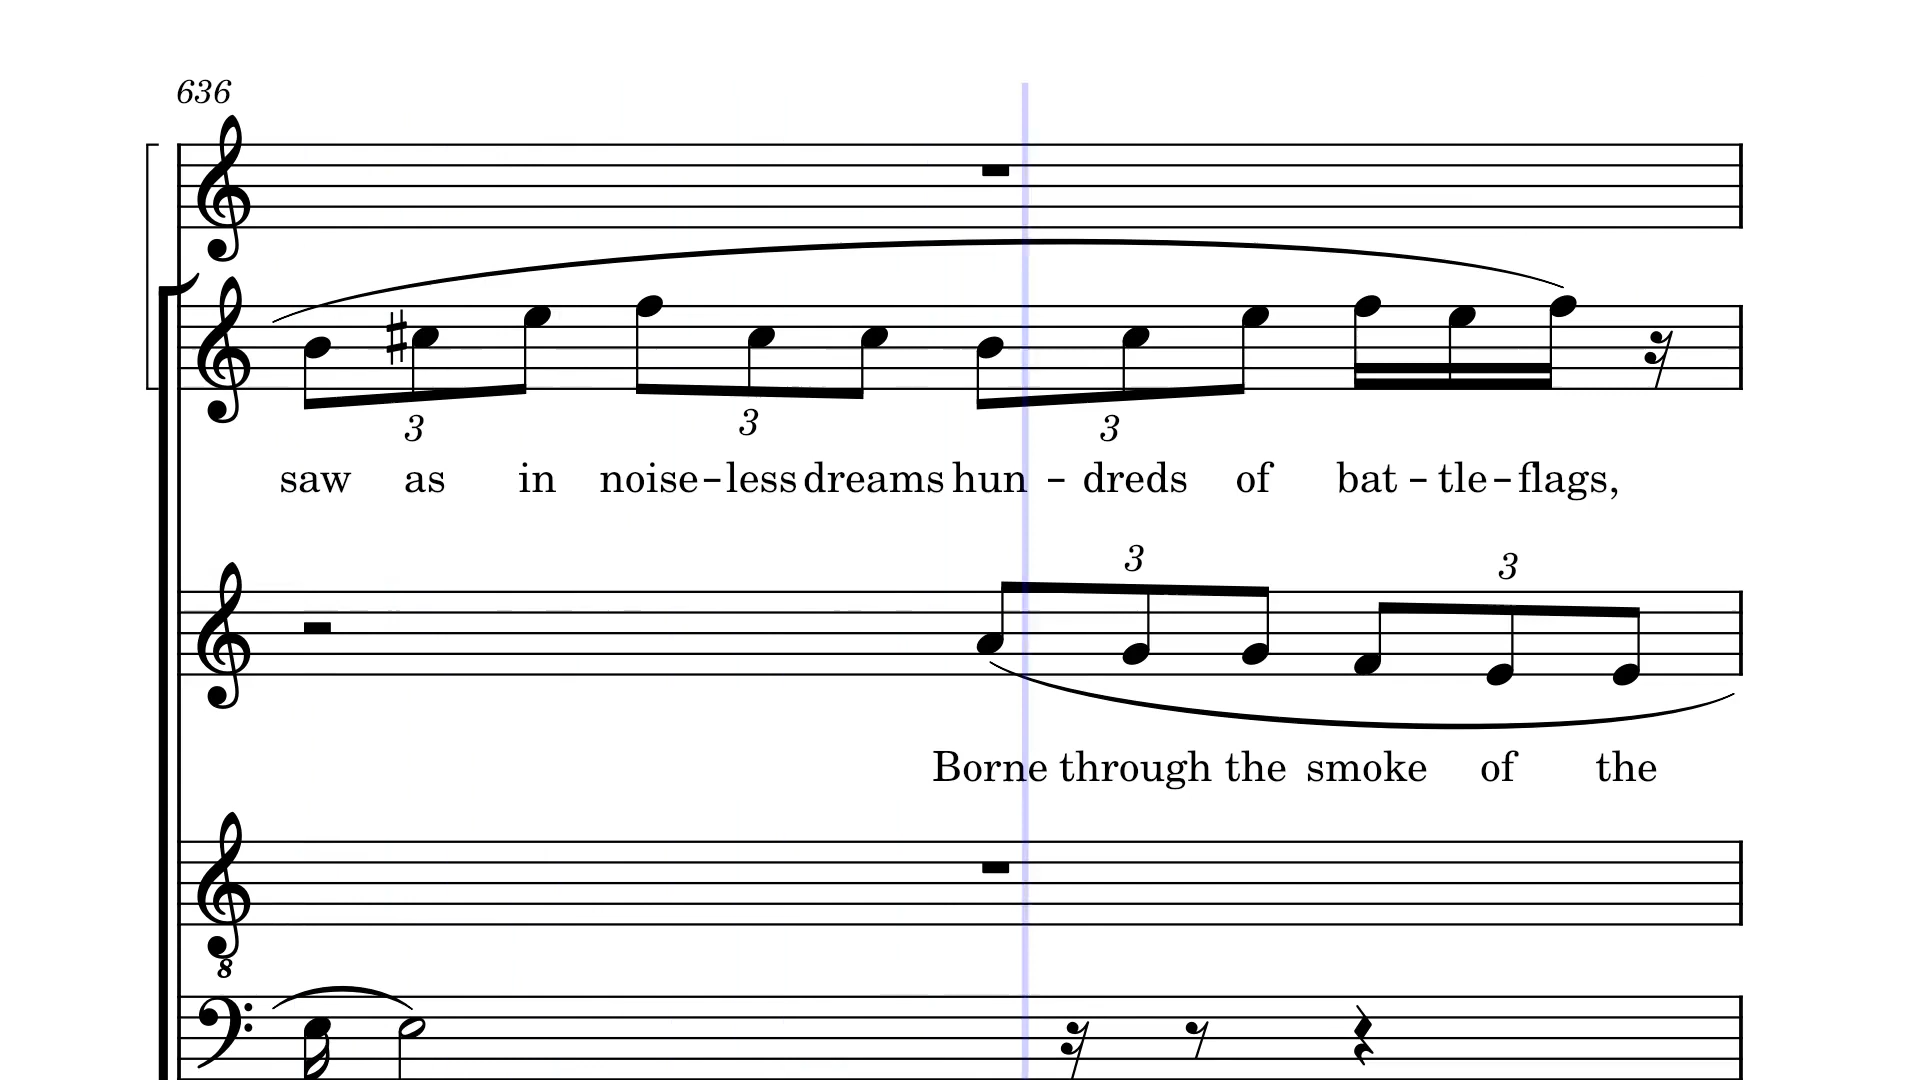 636
3 3 3
saw as in noise-less dreams hun - dreds of bat - tle - flags,
3 3
Borne through the smoke of the
8